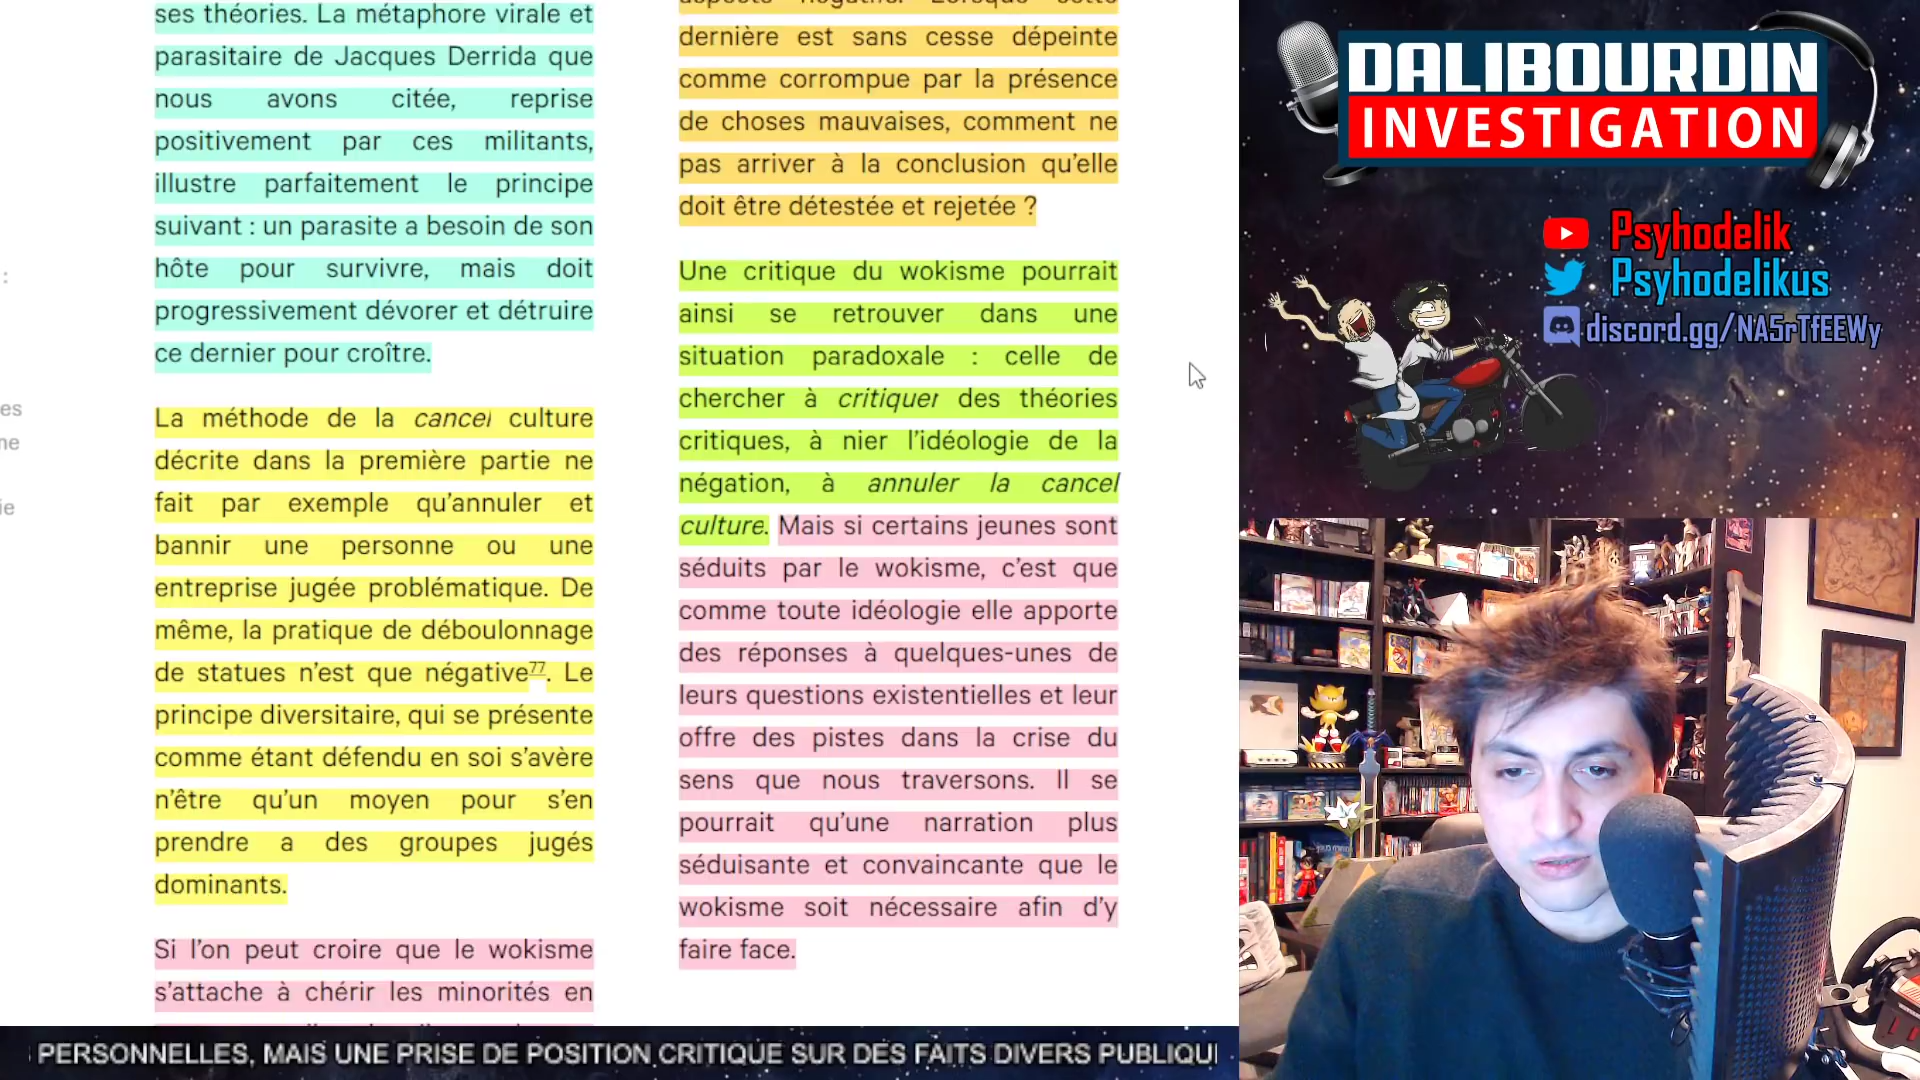 ses théories. La métaphore virale et
parasitaire de Jacques Derrida que
nous avons citée, reprise
positivement par ces militants,
illustre parfaitement le principe
suivant : un parasite a besoin de son
hôte pour survivre, mais doit
progressivement dévorer et détruire
ce dernier pour croître.
La méthode de la cancel culture
décrite dans la première partie ne
fait par exemple qu’annuler et
bannir une personne ou une
entreprise jugée problématique. De
même, la pratique de déboulonnage
de statues n’est que négative77. Le
principe diversitaire, qui se présente
comme étant défendu en soi s’avère
n’être qu’un moyen pour s’en
prendre a des groupes jugés
dominants.
Si l’on peut croire que le wokisme
s’attache à chérir les minorités en
dernière est sans cesse dépeinte
comme corrompue par la présence
de choses mauvaises, comment ne
pas arriver à la conclusion qu’elle
doit être détestée et rejetée ?
Une critique du wokisme pourrait
ainsi se retrouver dans une
situation paradoxale : celle de
chercher à critiquer des théories
critiques, à nier l’idéologie de la
négation, à annuler la cancel
culture. Mais si certains jeunes sont
séduits par le wokisme, c’est que
comme toute idéologie elle apporte
des réponses à quelques-unes de
leurs questions existentielles et leur
offre des pistes dans la crise du
sens que nous traversons. Il se
pourrait qu’une narration plus
séduisante et convaincante que le
wokisme soit nécessaire afin d’y
faire face.
:
es
ne
ie
DALIBOURDIN
INVESTIGATION
Psyhodelik
Psyhodelikus
discord.gg/NA5rTfEEWy
PERSONNELLES, MAIS UNE PRISE DE POSITION CRITIQUE SUR DES FAITS DIVERS PUBLIQU